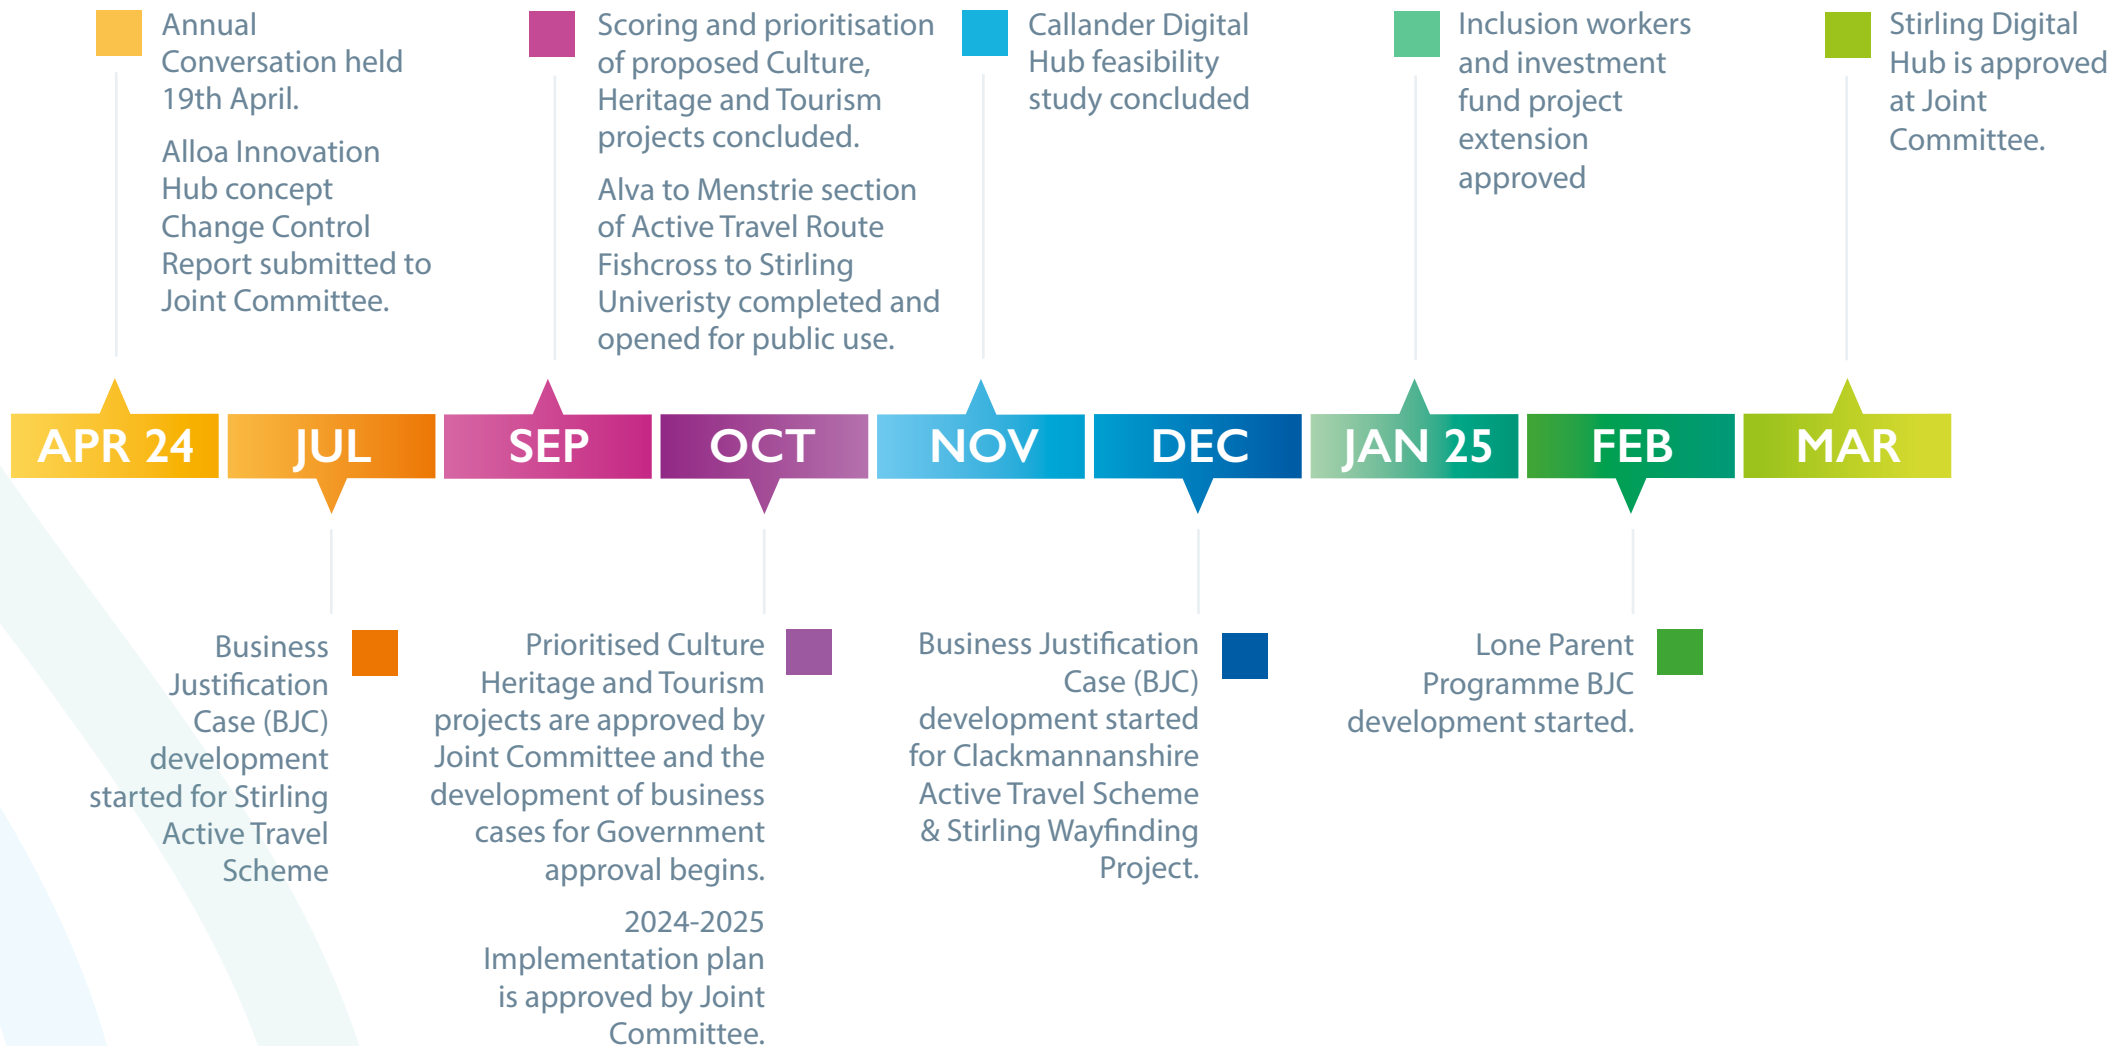 Annual
Conversation held
19th April.
Alloa Innovation
Hub concept
Change Control
Report submitted to
Joint Committee.
Scoring and prioritisation
of proposed Culture,
Heritage and Tourism
projects concluded.
Alva to Menstrie section
of Active Travel Route
Fishcross to Stirling
Univeristy completed and
opened for public use.
Callander Digital
Hub feasibility
study concluded
Inclusion workers
and investment
fund project
extension
approved
Stirling Digital
Hub is approved
at Joint
Committee.
APR 24
JUL
SEP
OCT
NOV
DEC
JAN 25
FEB
MAR
Business
Justification
Case (BJC)
development
started for Stirling
Active Travel
Scheme
Prioritised Culture
Heritage and Tourism
projects are approved by
Joint Committee and the
development of business
cases for Government
approval begins.
2024-2025
Implementation plan
is approved by Joint
Committee.
Business Justification
Case (BJC)
development started
for Clackmannanshire
Active Travel Scheme
& Stirling Wayfinding
Project.
Lone Parent
Programme BJC
development started.